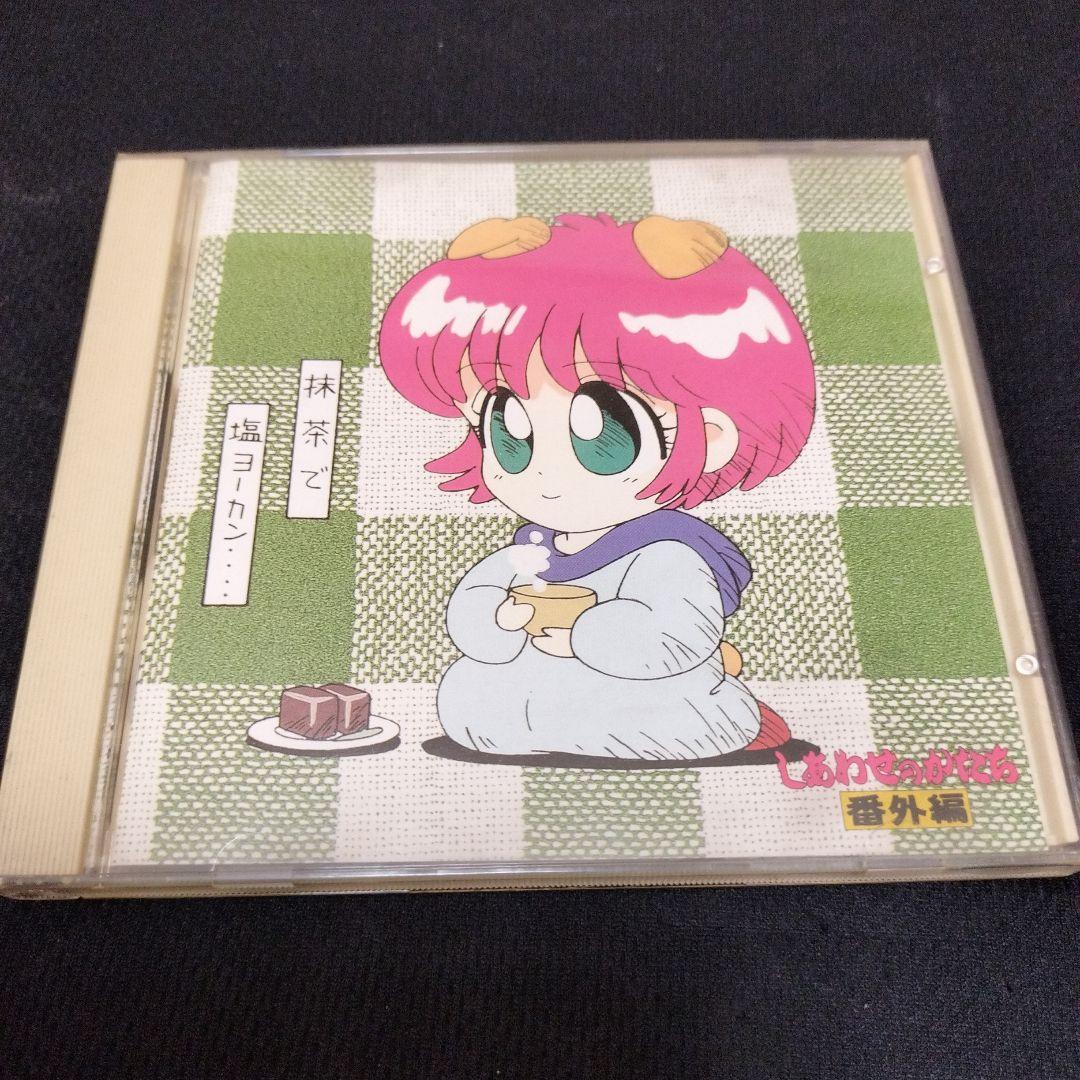 抹茶で
塩ヨーカン・・・・
しあわせのかたち
番外編